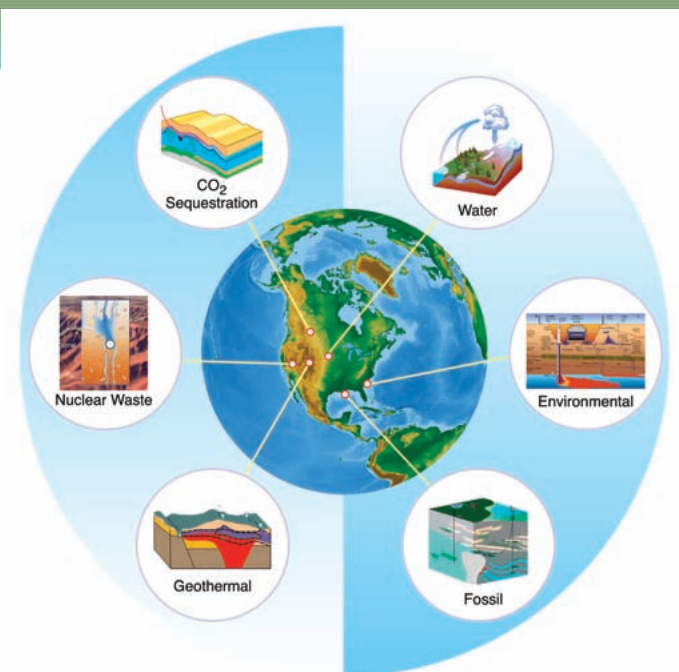 CO₂
Sequestration
Water
Nuclear Waste
Environmental
Geothermal
Fossil